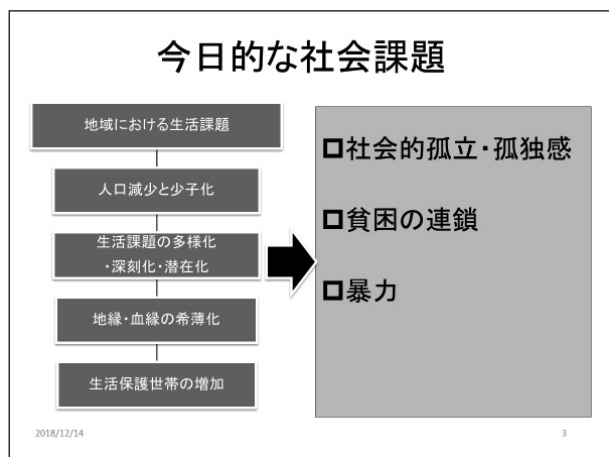 今日的な社会課題
地域における生活課題
人口減少と少子化
生活課題の多様化
・深刻化・潜在化
地縁・血縁の希薄化
生活保護世帯の増加
□社会的孤立・孤独感
□貧困の連鎖
□暴力
2018/12/14
3